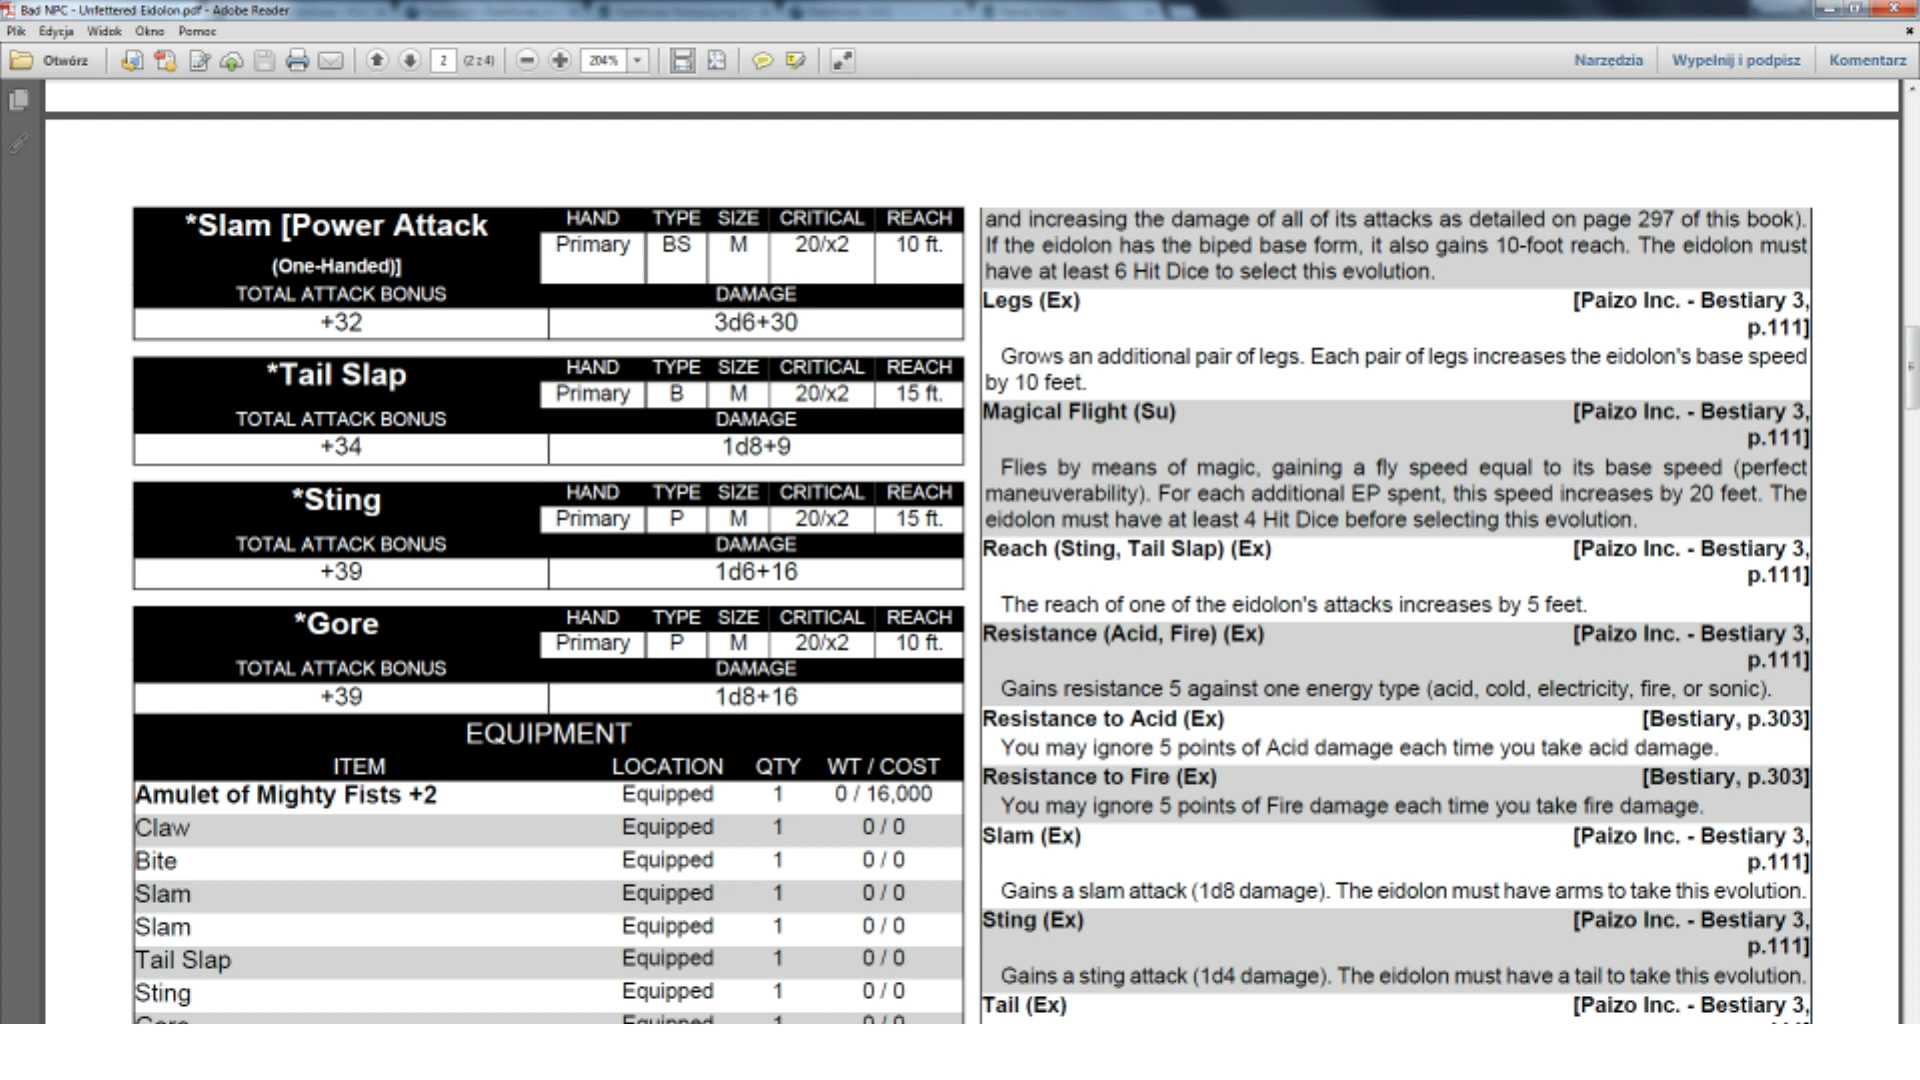 Bad NPC - Unfettered Eidolon.pdf - Adobe Reader
Plik Edycja Widok Okno Pomoc
Otwórz 2 (2 z 4) 204% Narzędzia Wypełnij i podpisz Komentarz
*Slam [Power Attack (One-Handed)]
HAND TYPE SIZE CRITICAL REACH
Primary BS M 20/x2 10 ft.
TOTAL ATTACK BONUS DAMAGE
+32 3d6+30
*Tail Slap
HAND TYPE SIZE CRITICAL REACH
Primary B M 20/x2 15 ft.
TOTAL ATTACK BONUS DAMAGE
+34 1d8+9
*Sting
HAND TYPE SIZE CRITICAL REACH
Primary P M 20/x2 15 ft.
TOTAL ATTACK BONUS DAMAGE
+39 1d6+16
*Gore
HAND TYPE SIZE CRITICAL REACH
Primary P M 20/x2 10 ft.
TOTAL ATTACK BONUS DAMAGE
+39 1d8+16
EQUIPMENT
ITEM LOCATION QTY WT / COST
Amulet of Mighty Fists +2 Equipped 1 0 / 16,000
Claw Equipped 1 0 / 0
Bite Equipped 1 0 / 0
Slam Equipped 1 0 / 0
Slam Equipped 1 0 / 0
Tail Slap Equipped 1 0 / 0
Sting Equipped 1 0 / 0
Gore Equipped 1 0 / 0
and increasing the damage of all of its attacks as detailed on page 297 of this book).
If the eidolon has the biped base form, it also gains 10-foot reach. The eidolon must
have at least 6 Hit Dice to select this evolution.
Legs (Ex) [Paizo Inc. - Bestiary 3,
p.111]
Grows an additional pair of legs. Each pair of legs increases the eidolon's base speed
by 10 feet.
Magical Flight (Su) [Paizo Inc. - Bestiary 3,
p.111]
Flies by means of magic, gaining a fly speed equal to its base speed (perfect
maneuverability). For each additional EP spent, this speed increases by 20 feet. The
eidolon must have at least 4 Hit Dice before selecting this evolution.
Reach (Sting, Tail Slap) (Ex) [Paizo Inc. - Bestiary 3,
p.111]
The reach of one of the eidolon's attacks increases by 5 feet.
Resistance (Acid, Fire) (Ex) [Paizo Inc. - Bestiary 3,
p.111]
Gains resistance 5 against one energy type (acid, cold, electricity, fire, or sonic).
Resistance to Acid (Ex) [Bestiary, p.303]
You may ignore 5 points of Acid damage each time you take acid damage.
Resistance to Fire (Ex) [Bestiary, p.303]
You may ignore 5 points of Fire damage each time you take fire damage.
Slam (Ex) [Paizo Inc. - Bestiary 3,
p.111]
Gains a slam attack (1d8 damage). The eidolon must have arms to take this evolution.
Sting (Ex) [Paizo Inc. - Bestiary 3,
p.111]
Gains a sting attack (1d4 damage). The eidolon must have a tail to take this evolution.
Tail (Ex) [Paizo Inc. - Bestiary 3,